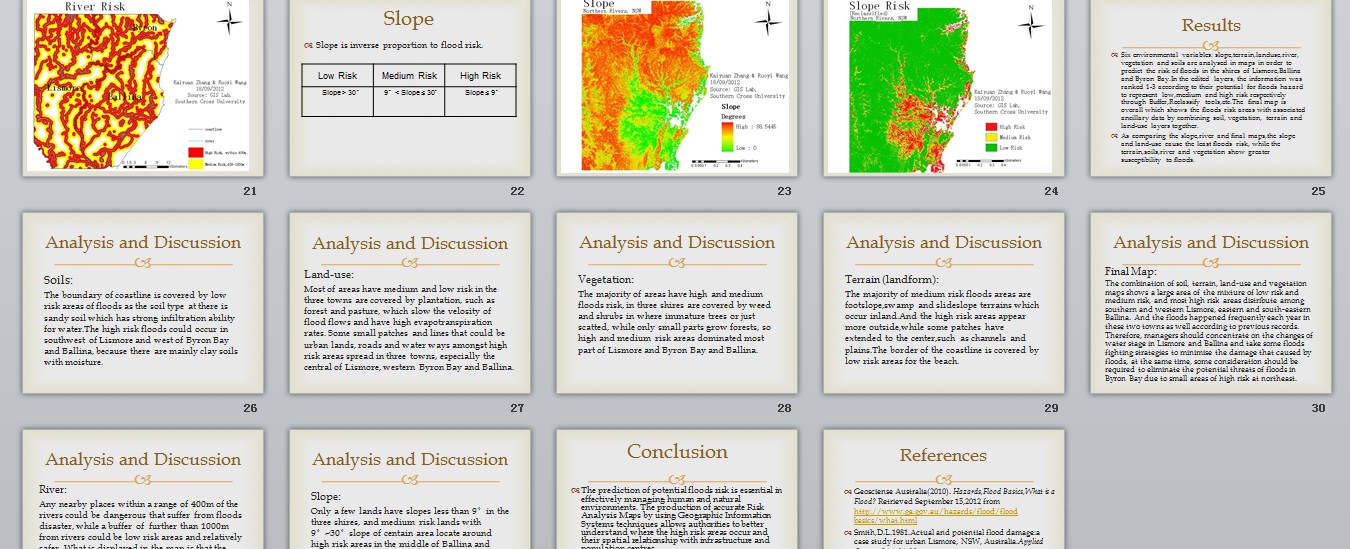 River Risk
N
Byron
Lismore
Ballina
Kaiyuan Zhang & Ruoyi Wang
18/09/2012
Source: GIS Lab,
Southern Cross University
coastline
river
High Risk, within 400m
Medium Risk, 400-1000m
21
Slope
Slope is inverse proportion to flood risk.
Low Risk Medium Risk High Risk
Slope> 30° 9° <Slope≤ 30° Slope≤ 9°
22
Slope
Northern Rivers, NSW
N
Kaiyuan Zhang & Ruoyi Wang
18/09/2012
Source: GIS Lab,
Southern Cross University
Slope
Degrees
High :
Low : 0
23
Slope Risk
(Reclassified)
Northern Rivers, NSW
N
Kaiyuan Zhang & Ruoyi Wang
18/09/2012
Source: GIS Lab,
Southern Cross University
High Risk
Medium Risk
Low Risk
24
Results
Six environmental variables: slope,terrain,landuse,river,
vegetation and soils are analysed in maps in order to
predict the risk of floods in the shires of Lismore,Ballina
and Byron Bay.In the edited layers, the information was
ranked 1-3 according to their potential for floods hazard
to represent low,medium and high risk respectively
through Buffer,Reclassify tools,etc.The final map is
overall which shows the floods risk areas with associated
ancillary data by combining soil, vegetation, terrain and
land-use layers together.
As comparing the slope,river and final maps,the slope
and land-use cause the least floods risk, while the
terrain,soils,river and vegetation show greater
susceptibility to floods.
25
Analysis and Discussion
Soils:
The boundary of coastline is covered by low
risk areas of floods as the soil type at there is
sandy soil which has strong infiltration ability
for water.The high risk floods could occur in
southwest of Lismore and west of Byron Bay
and Ballina, because there are mainly clay soils
with moisture.
26
Analysis and Discussion
Land-use:
Most of areas have medium and low risk in the
three towns are covered by plantation, such as
forest and pasture, which slow the velocity of
flood flows and have high evapotranspiration
rates. Some small patches and lines that could be
urban lands, roads and water ways amongst high
risk areas spread in three towns, especially the
central of Lismore, western Byron Bay and Ballina.
27
Analysis and Discussion
Vegetation:
The majority of areas have high and medium
floods risk, in three shires are covered by weed
and shrubs in where immature trees or just
scatted, while only small parts grow forests, so
high and medium risk areas dominated most
part of Lismore and Byron Bay and Ballina.
28
Analysis and Discussion
Terrain (landform):
The majority of medium risk floods areas are
footslope,swamp and slideslope terrains which
occur inland.And the high risk areas appear
more outside,while some patches have
extended to the center,such as channels and
plains.The border of the coastline is covered by
low risk areas for the beach.
29
Analysis and Discussion
Final Map:
The combination of soil, terrain, land-use and vegetation
maps shows a large area of the mixture of low risk and
medium risk, and most high risk areas distribute among
southern and western Lismore, eastern and south-eastern
Ballina. And the floods happened frequently each year in
these two towns as well according to previous records.
Therefore, managers should concentrate on the changes of
water stage in Lismore and Ballina and take some floods
fighting strategies to minimise the damage that caused by
floods, at the same time, some consideration should be
required to eliminate the potential threats of floods in
Byron Bay due to small areas of high risk at northeast.
30
Analysis and Discussion
River:
Any nearby places within a range of 400m of the
rivers could be dangerous that suffer from floods
disaster, while a buffer of further than 1000m
from rivers could be low risk areas and relatively
safer. What is displayed in the map is that the
Analysis and Discussion
Slope:
Only a few lands have slopes less than 9° in the
three shires, and medium risk lands with
9° ~30° slope of centain area locate around
high risk areas in the middle of Ballina and
Conclusion
The prediction of potential floods risk is essential in
effectively managing human and natural
environments. The production of accurate Risk
Analysis Maps by using Geographic Information
Systems techniques allows authorities to better
understand where the high risk areas occur and
their spatial relationship with infrastructure and
population centres.
References
Geosciense Australia(2010). Hazards,Flood Basics,What is a
Flood? Retrieved September 15,2012 from
http://www.ga.gov.au/hazards/flood/flood
basics/what.html
Smith,D.I.1981.Actual and potential flood damage:a
case study for urban Lismore, NSW, Australia.Applied